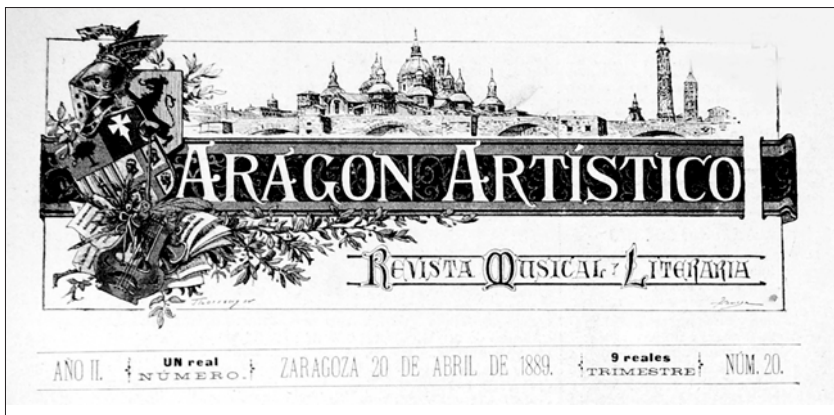 ARAGON ARTÍSTICO
REVISTA MUSICAL Y LITERARIA
AÑO II. UN real NÚMERO. ZARAGOZA 20 DE ABRIL DE 1889. 9 reales TRIMESTRE NÚM. 20.